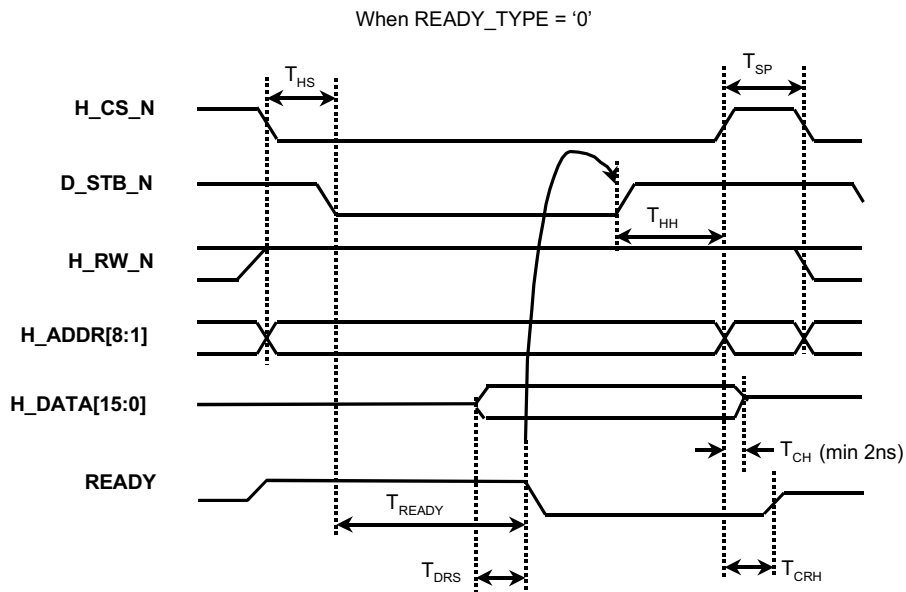 When READY_TYPE = ‘0’
T_HS
T_SP
H_CS_N
D_STB_N
T_HH
H_RW_N
H_ADDR[8:1]
H_DATA[15:0]
T_CH (min 2ns)
READY
T_READY
T_DRS
T_CRH